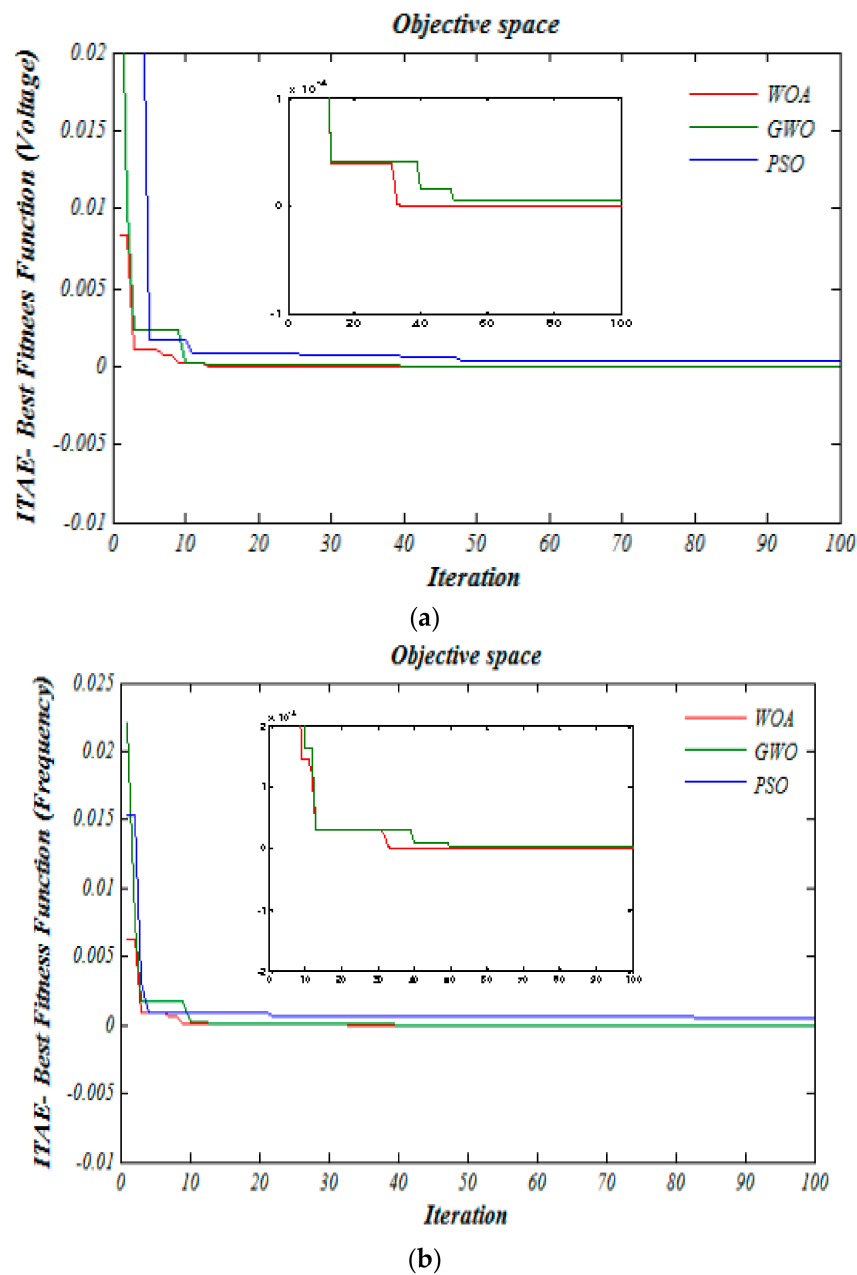 Objective space
ITAE- Best Fitnees Function (Voltage)
0.02
0.015
0.01
0.005
0
-0.005
-0.01
0 10 20 30 40 50 60 70 80 90 100
Iteration
WOA
GWO
PSO
× 10⁻⁴
1
0
-1
0 20 40 60 80 100
(a)
Objective space
ITAE- Best Fitness Function (Frequency)
0.025
0.02
0.015
0.01
0.005
0
-0.005
-0.01
0 10 20 30 40 50 60 70 80 90 100
Iteration
WOA
GWO
PSO
× 10⁻⁴
2
1
0
-1
-2
0 10 20 30 40 50 60 70 80 90 100
(b)